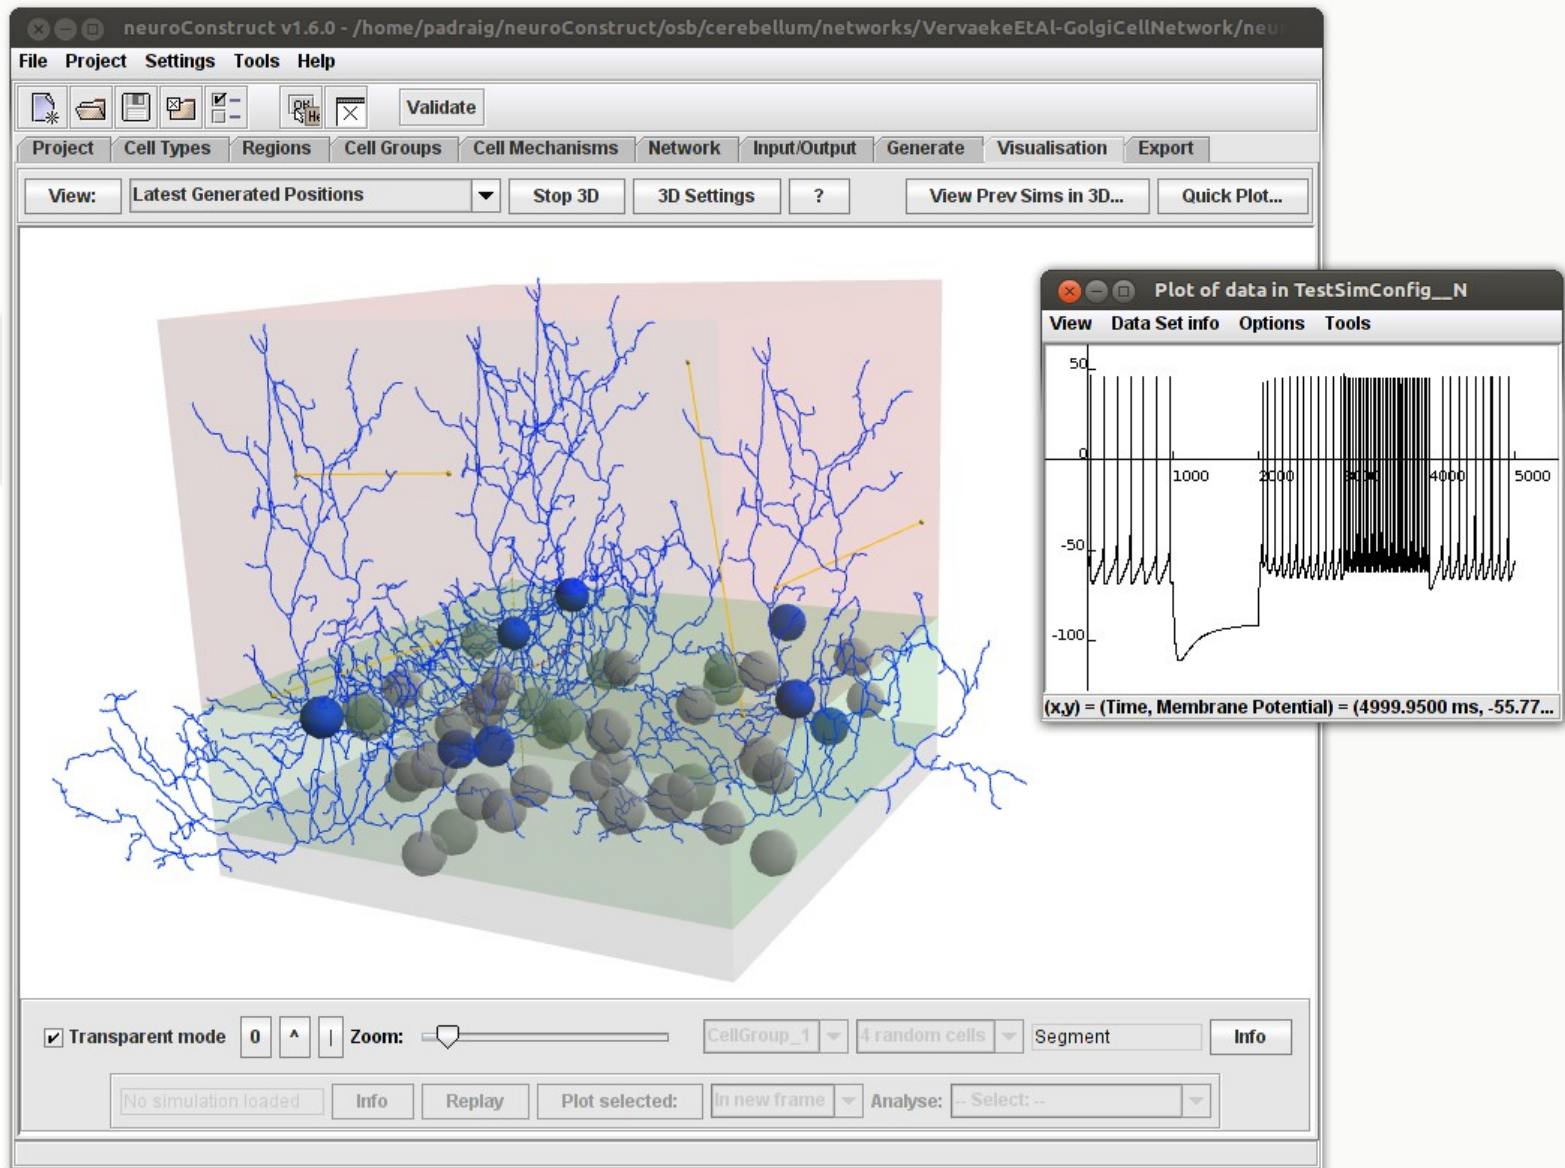 neuroConstruct v1.6.0 - /home/padraig/neuroConstruct/osb/cerebellum/networks/VervaekeEtAl-GolgiCellNetwork/neu
File Project Settings Tools Help
Validate
Project Cell Types Regions Cell Groups Cell Mechanisms Network Input/Output Generate Visualisation Export
View: Latest Generated Positions Stop 3D 3D Settings ? View Prev Sims in 3D... Quick Plot...
Plot of data in TestSimConfig__N
View Data Set info Options Tools
50
0
1000 2000 3000 4000 5000
-50
-100
(x,y) = (Time, Membrane Potential) = (4999.9500 ms, -55.77...
Transparent mode 0 ^ | Zoom: CellGroup_1 4 random cells Segment Info
No simulation loaded Info Replay Plot selected: In new frame Analyse: -- Select: --